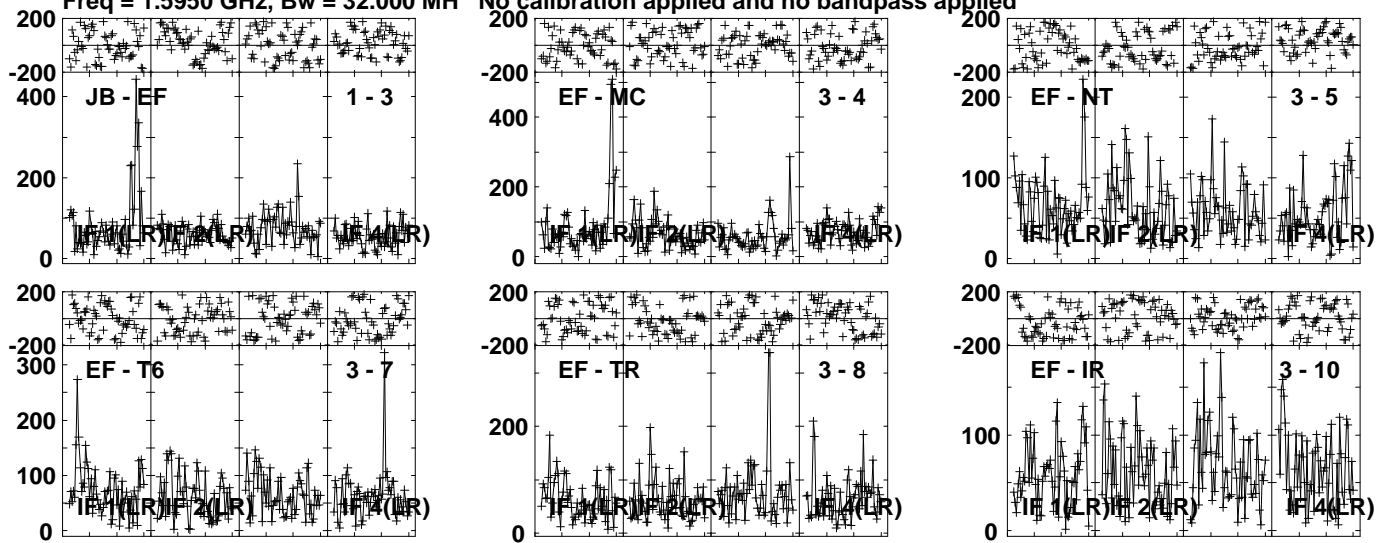 Freq = 1.5950 GHz, Bw = 32.000 MH No calibration applied and no bandpass applied
200
-200
400
200
0
JB - EF
1 - 3
IF 1(LR)
IF 2(LR)
IF 4(LR)
200
-200
400
200
0
EF - MC
3 - 4
IF 1(LR)
IF 2(LR)
IF 4(LR)
200
-200
200
100
0
EF - NT
3 - 5
IF 1(LR)
IF 2(LR)
IF 4(LR)
200
-200
300
200
100
0
EF - T6
3 - 7
IF 1(LR)
IF 2(LR)
IF 4(LR)
200
-200
200
0
EF - TR
3 - 8
IF 1(LR)
IF 2(LR)
IF 4(LR)
200
-200
100
0
EF - IR
3 - 10
IF 1(LR)
IF 2(LR)
IF 4(LR)